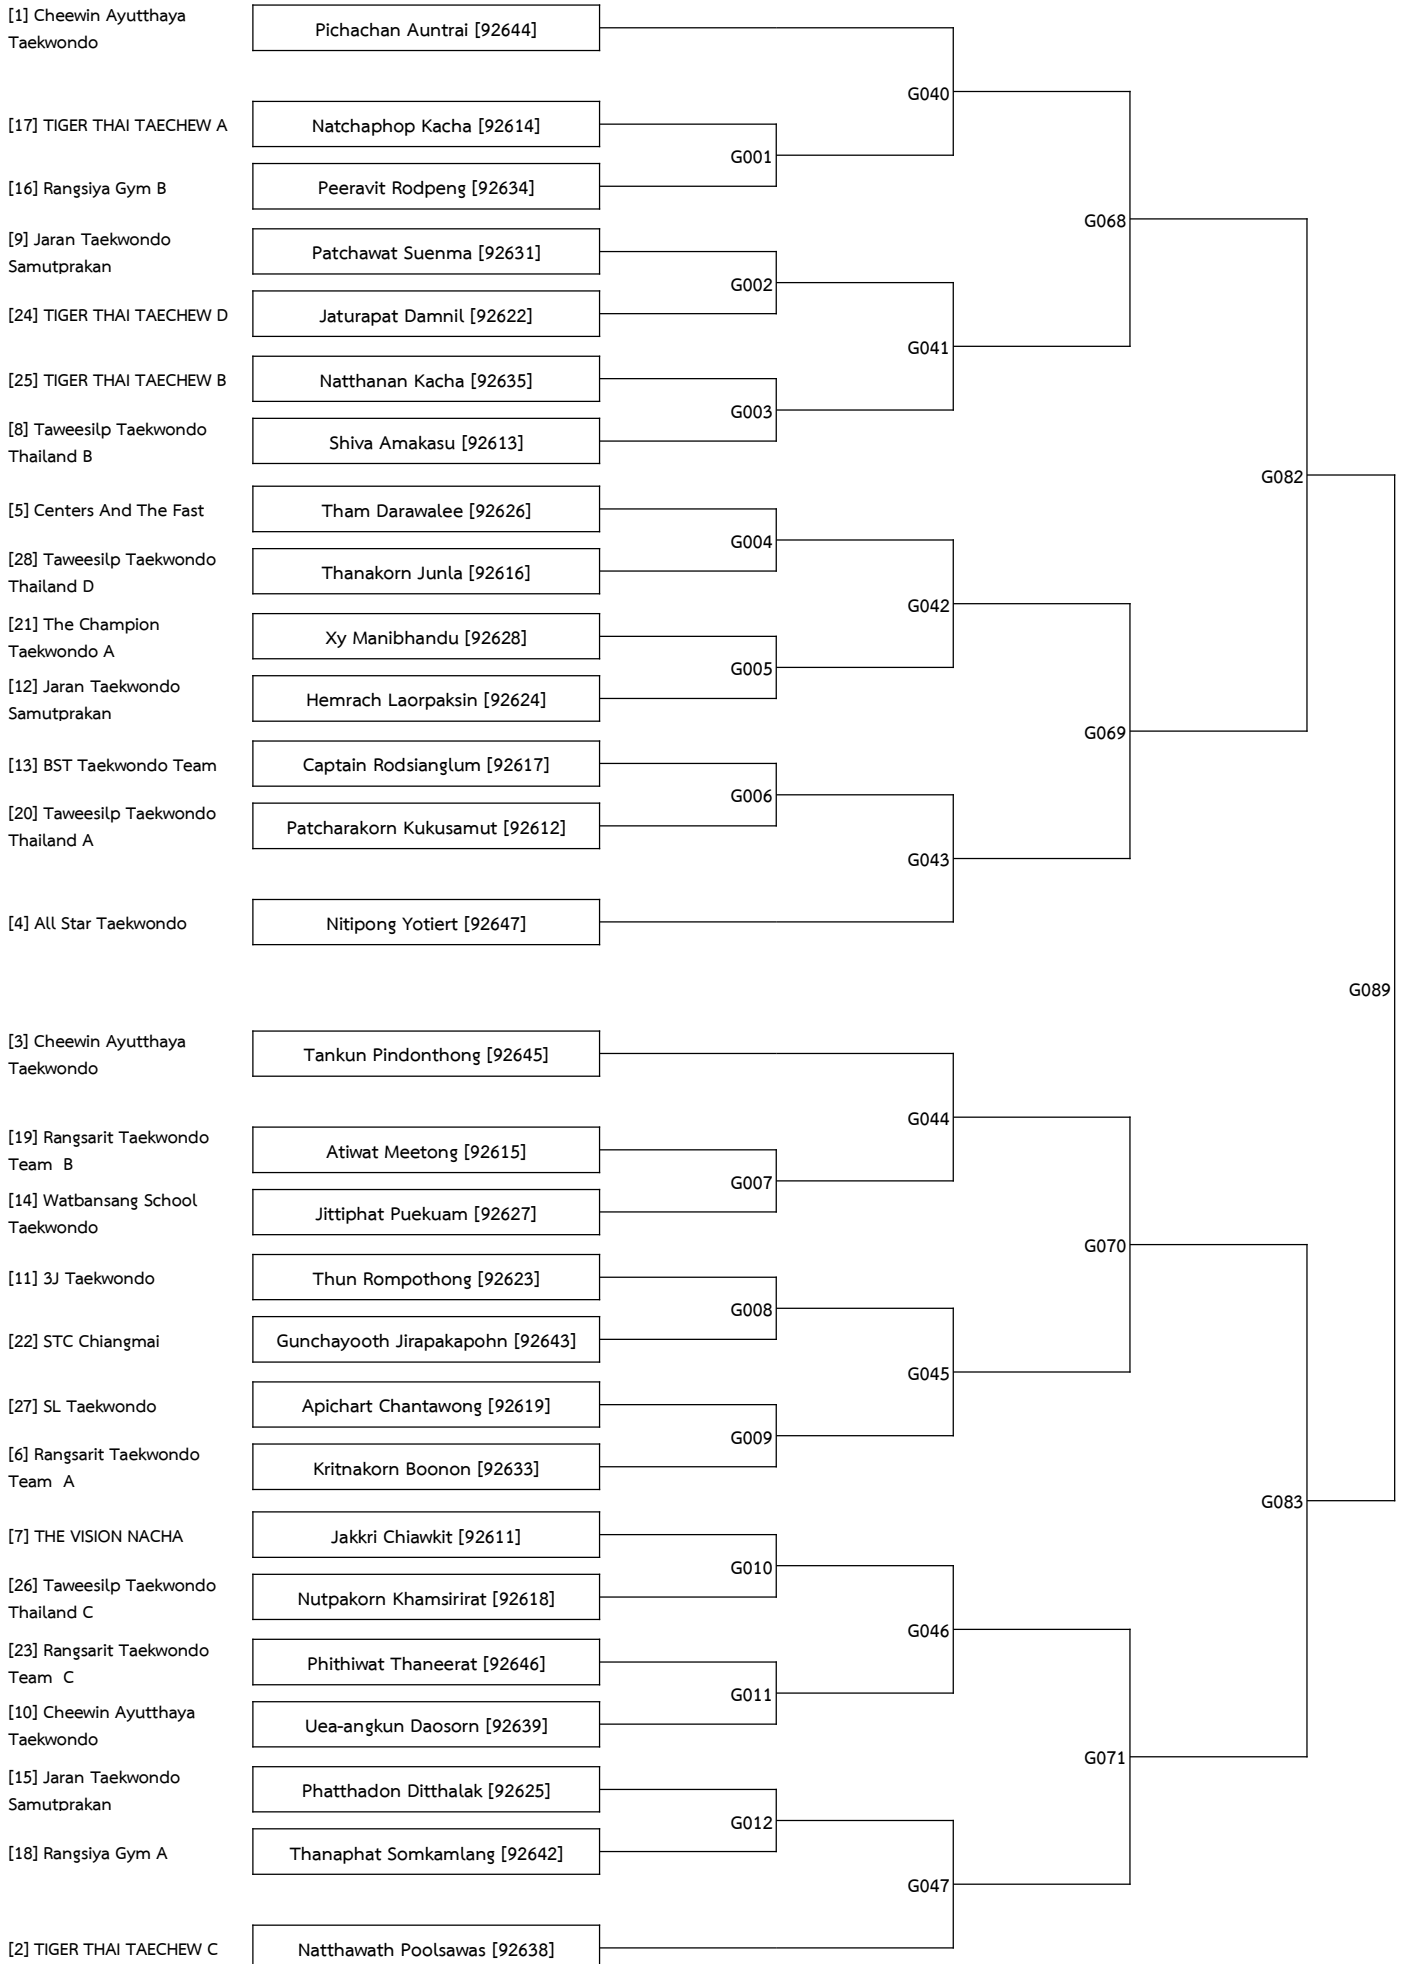 [1] Cheewin Ayutthaya
Taekwondo
Pichachan Auntrai [92644]
G040
[17] TIGER THAI TAECHEW A
Natchaphop Kacha [92614]
G001
[16] Rangsiya Gym B
Peeravit Rodpeng [92634]
G068
[9] Jaran Taekwondo
Samutprakan
Patchawat Suenma [92631]
G002
[24] TIGER THAI TAECHEW D
Jaturapat Damnil [92622]
G041
[25] TIGER THAI TAECHEW B
Natthanan Kacha [92635]
G003
[8] Taweesilp Taekwondo
Thailand B
Shiva Amakasu [92613]
G082
[5] Centers And The Fast
Tham Darawalee [92626]
G004
[28] Taweesilp Taekwondo
Thailand D
Thanakorn Junla [92616]
G042
[21] The Champion
Taekwondo A
Xy Manibhandu [92628]
G005
[12] Jaran Taekwondo
Samutprakan
Hemrach Laorpaksin [92624]
G069
[13] BST Taekwondo Team
Captain Rodsianglum [92617]
G006
[20] Taweesilp Taekwondo
Thailand A
Patcharakorn Kukusamut [92612]
G043
[4] All Star Taekwondo
Nitipong Yotiert [92647]
G089
[3] Cheewin Ayutthaya
Taekwondo
Tankun Pindonthong [92645]
G044
[19] Rangsarit Taekwondo
Team B
Atiwat Meetong [92615]
G007
[14] Watbansang School
Taekwondo
Jittiphat Puekuam [92627]
G070
[11] 3J Taekwondo
Thun Rompothong [92623]
G008
[22] STC Chiangmai
Gunchayooth Jirapakapohn [92643]
G045
[27] SL Taekwondo
Apichart Chantawong [92619]
G009
[6] Rangsarit Taekwondo
Team A
Kritnakorn Boonon [92633]
G083
[7] THE VISION NACHA
Jakkri Chiawkit [92611]
G010
[26] Taweesilp Taekwondo
Thailand C
Nutpakorn Khamsirirat [92618]
G046
[23] Rangsarit Taekwondo
Team C
Phithiwat Thaneerat [92646]
G011
[10] Cheewin Ayutthaya
Taekwondo
Uea-angkun Daosorn [92639]
G071
[15] Jaran Taekwondo
Samutprakan
Phatthadon Ditthalak [92625]
G012
[18] Rangsiya Gym A
Thanaphat Somkamlang [92642]
G047
[2] TIGER THAI TAECHEW C
Natthawath Poolsawas [92638]